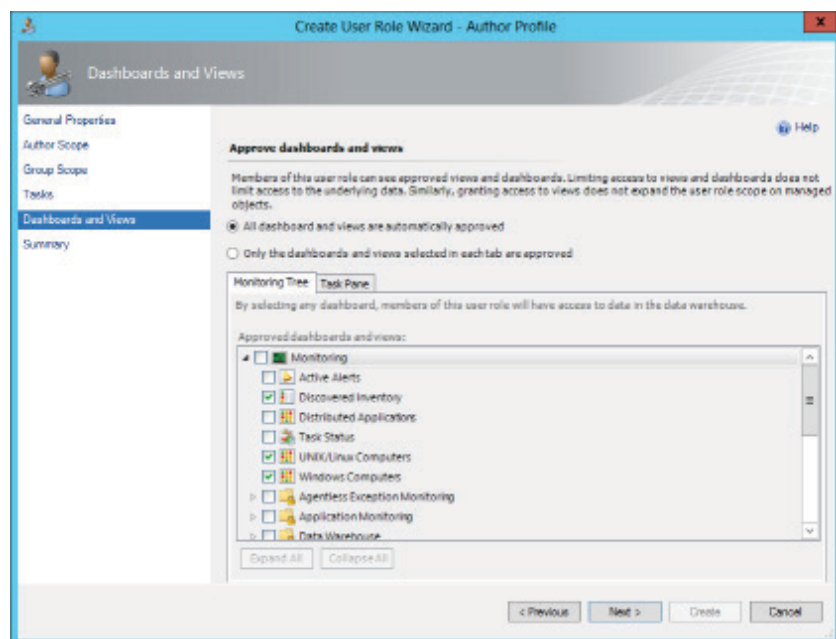 Create User Role Wizard - Author Profile
x
Dashboards and Views
General Properties
Author Scope
Group Scope
Tasks
Dashboards and Views
Summary
Help
Approve dashboards and views
Members of this user role can see approved views and dashboards. Limiting access to views and dashboards does not
limit access to the underlying data. Similarly, granting access to views does not expand the user role scope on managed
objects.
All dashboard and views are automatically approved
Only the dashboards and views selected in each tab are approved
Monitoring Tree Task Pane
By selecting any dashboard, members of this user role will have access to data in the data warehouse.
Approved dashboards and views:
Monitoring
Active Alerts
Discovered Inventory
Distributed Applications
Task Status
UNIX/Linux Computers
Windows Computers
Agentless Exception Monitoring
Application Monitoring
Data Warehouse
Expand All Collapse All
< Previous Next > Create Cancel